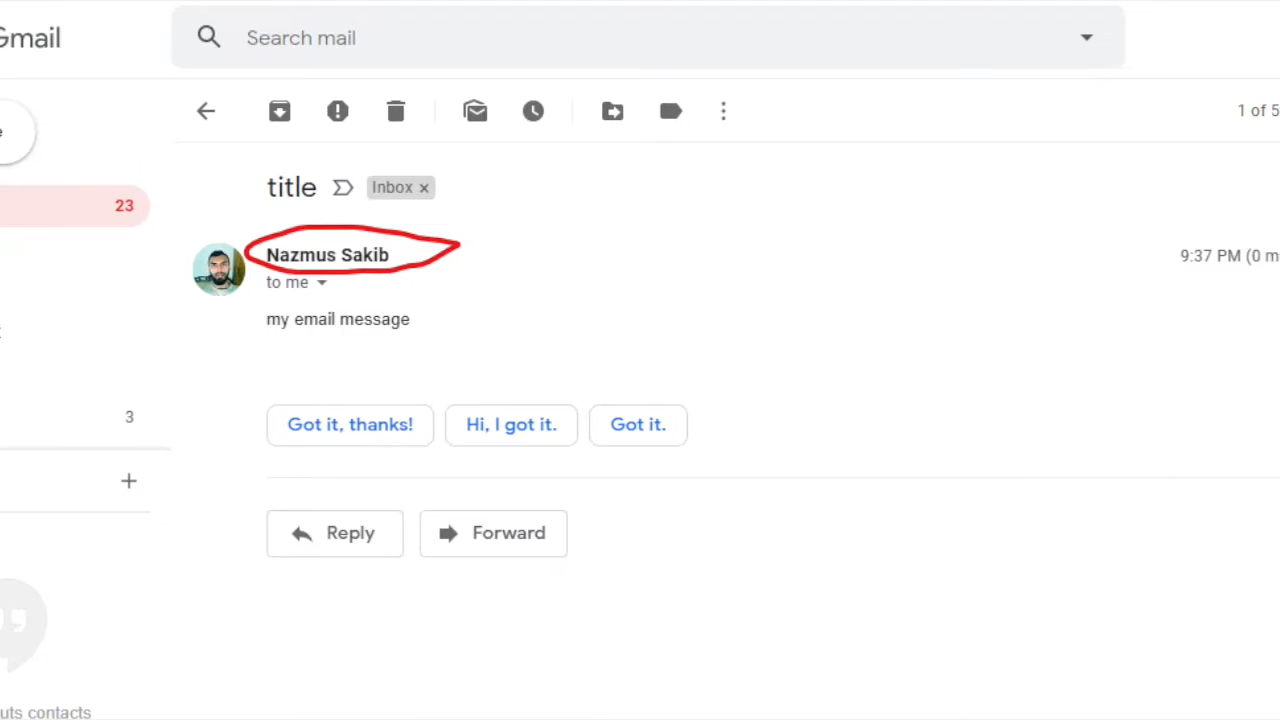 Gmail
Search mail
1 of 5
e
23
title
Inbox x
Nazmus Sakib
9:37 PM (0 m
to me
my email message
3
Got it, thanks!
Hi, I got it.
Got it.
+
Reply
Forward
uts contacts